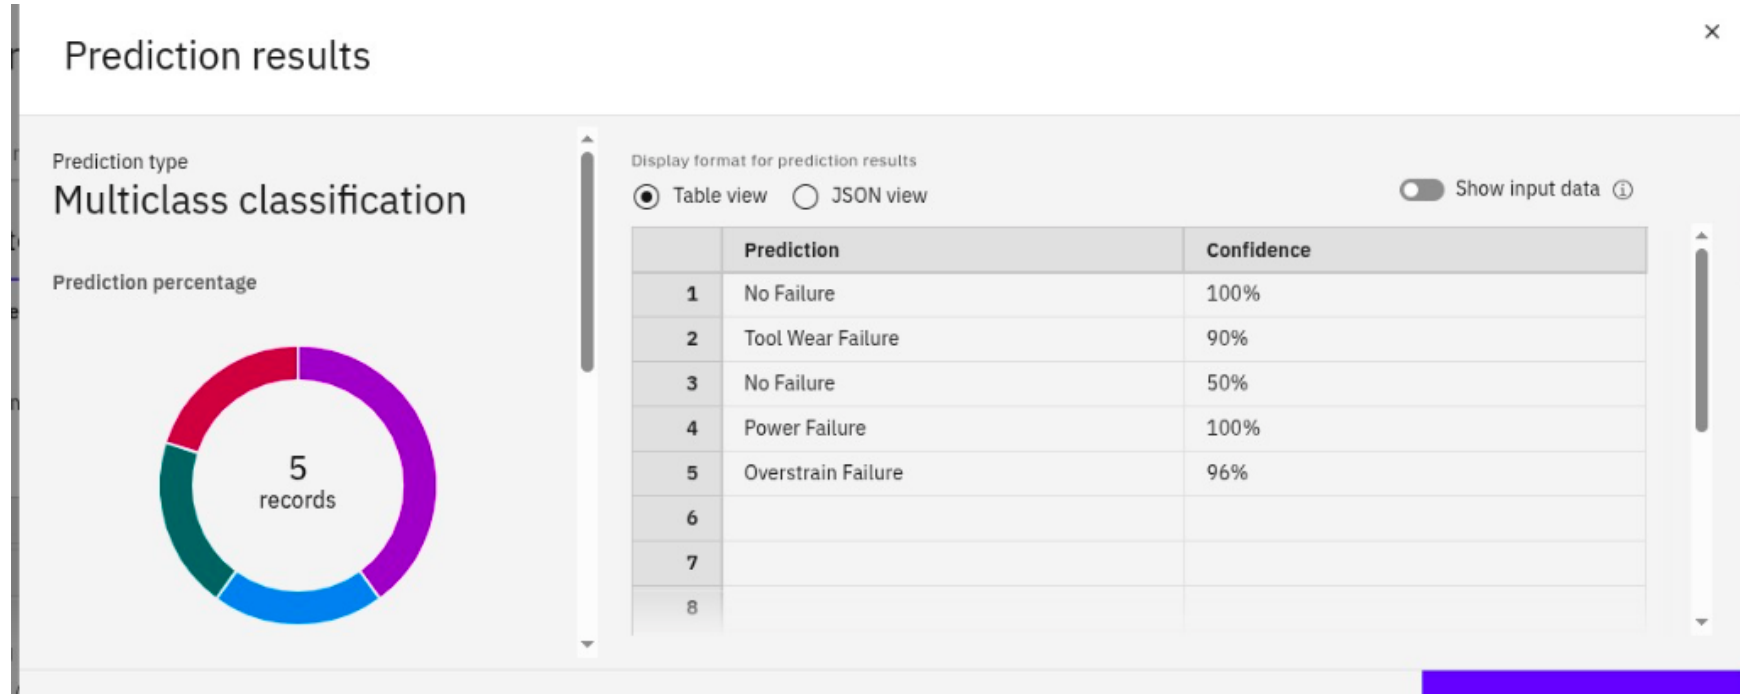 Prediction results
×
Prediction type
Multiclass classification
Prediction percentage
5
records
Display format for prediction results
Table view JSON view
Show input data
Prediction Confidence
1 No Failure 100%
2 Tool Wear Failure 90%
3 No Failure 50%
4 Power Failure 100%
5 Overstrain Failure 96%
6
7
8